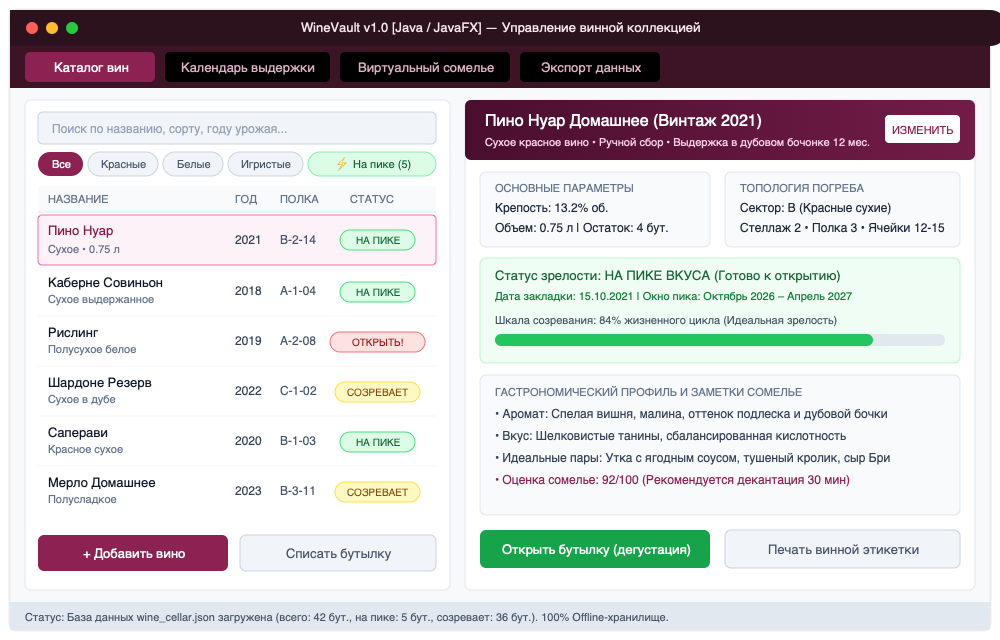 WineVault v1.0 [Java / JavaFX] — Управление винной коллекцией
Каталог вин
Календарь выдержки
Виртуальный сомелье
Экспорт данных
Поиск по названию, сорту, году урожая...
Все
Красные
Белые
Игристые
⚡ На пике (5)
НАЗВАНИЕ ГОД ПОЛКА СТАТУС
Пино Нуар
Сухое • 0.75 л
2021 B-2-14 НА ПИКЕ
Каберне Совиньон
Сухое выдержанное
2018 A-1-04 НА ПИКЕ
Рислинг
Полусухое белое
2019 A-2-08 ОТКРЫТЬ!
Шардоне Резерв
Сухое в дубе
2022 C-1-02 СОЗРЕВАЕТ
Саперави
Красное сухое
2020 B-1-03 НА ПИКЕ
Мерло Домашнее
Полусладкое
2023 B-3-11 СОЗРЕВАЕТ
+ Добавить вино
Списать бутылку
Пино Нуар Домашнее (Винтаж 2021)
Сухое красное вино • Ручной сбор • Выдержка в дубовом бочонке 12 мес.
ИЗМЕНИТЬ
ОСНОВНЫЕ ПАРАМЕТРЫ
Крепость: 13.2% об.
Объем: 0.75 л | Остаток: 4 бут.
ТОПОЛОГИЯ ПОГРЕБА
Сектор: B (Красные сухие)
Стеллаж 2 • Полка 3 • Ячейки 12-15
Статус зрелости: НА ПИКЕ ВКУСА (Готово к открытию)
Дата закладки: 15.10.2021 | Окно пика: Октябрь 2026 – Апрель 2027
Шкала созревания: 84% жизненного цикла (Идеальная зрелость)
ГАСТРОНОМИЧЕСКИЙ ПРОФИЛЬ И ЗАМЕТКИ СОМЕЛЬЕ
• Аромат: Спелая вишня, малина, оттенок подлеска и дубовой бочки
• Вкус: Шелковистые танины, сбалансированная кислотность
• Идеальные пары: Утка с ягодным соусом, тушеный кролик, сыр Бри
• Оценка сомелье: 92/100 (Рекомендуется декантация 30 мин)
Открыть бутылку (дегустация)
Печать винной этикетки
Статус: База данных wine_cellar.json загружена (всего: 42 бут., на пике: 5 бут., созревает: 36 бут.). 100% Offline-хранилище.